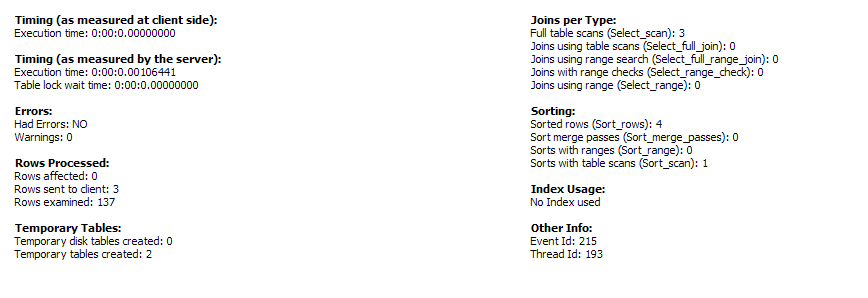 Timing (as measured at client side):
Execution time: 0:00:0.00000000
Timing (as measured by the server):
Execution time: 0:00:0.00106441
Table lock wait time: 0:00:0.00000000
Errors:
Had Errors: NO
Warnings: 0
Rows Processed:
Rows affected: 0
Rows sent to client: 3
Rows examined: 137
Temporary Tables:
Temporary disk tables created: 0
Temporary tables created: 2
Joins per Type:
Full table scans (Select_scan): 3
Joins using table scans (Select_full_join): 0
Joins using range search (Select_full_range_join): 0
Joins with range checks (Select_range_check): 0
Joins using range (Select_range): 0
Sorting:
Sorted rows (Sort_rows): 4
Sort merge passes (Sort_merge_passes): 0
Sorts with ranges (Sort_range): 0
Sorts with table scans (Sort_scan): 1
Index Usage:
No Index used
Other Info:
Event Id: 215
Thread Id: 193